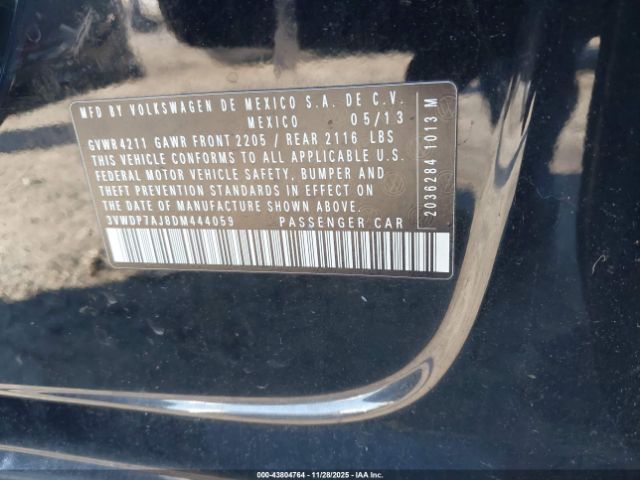 MFD BY VOLKSWAGEN DE MEXICO S.A. DE C.V.
MEXICO 05/13
GVWR 4211 GAWR FRONT 2205 / REAR 2116 LBS
THIS VEHICLE CONFORMS TO ALL APPLICABLE U.S.
FEDERAL MOTOR VEHICLE SAFETY, BUMPER AND
THEFT PREVENTION STANDARDS IN EFFECT ON
THE DATE OF MANUFACTURE SHOWN ABOVE.
3VWDP7AJ8DM444059 PASSENGER CAR
2036284 1013 M
000-43804764 - 11/28/2025 - IAA Inc.